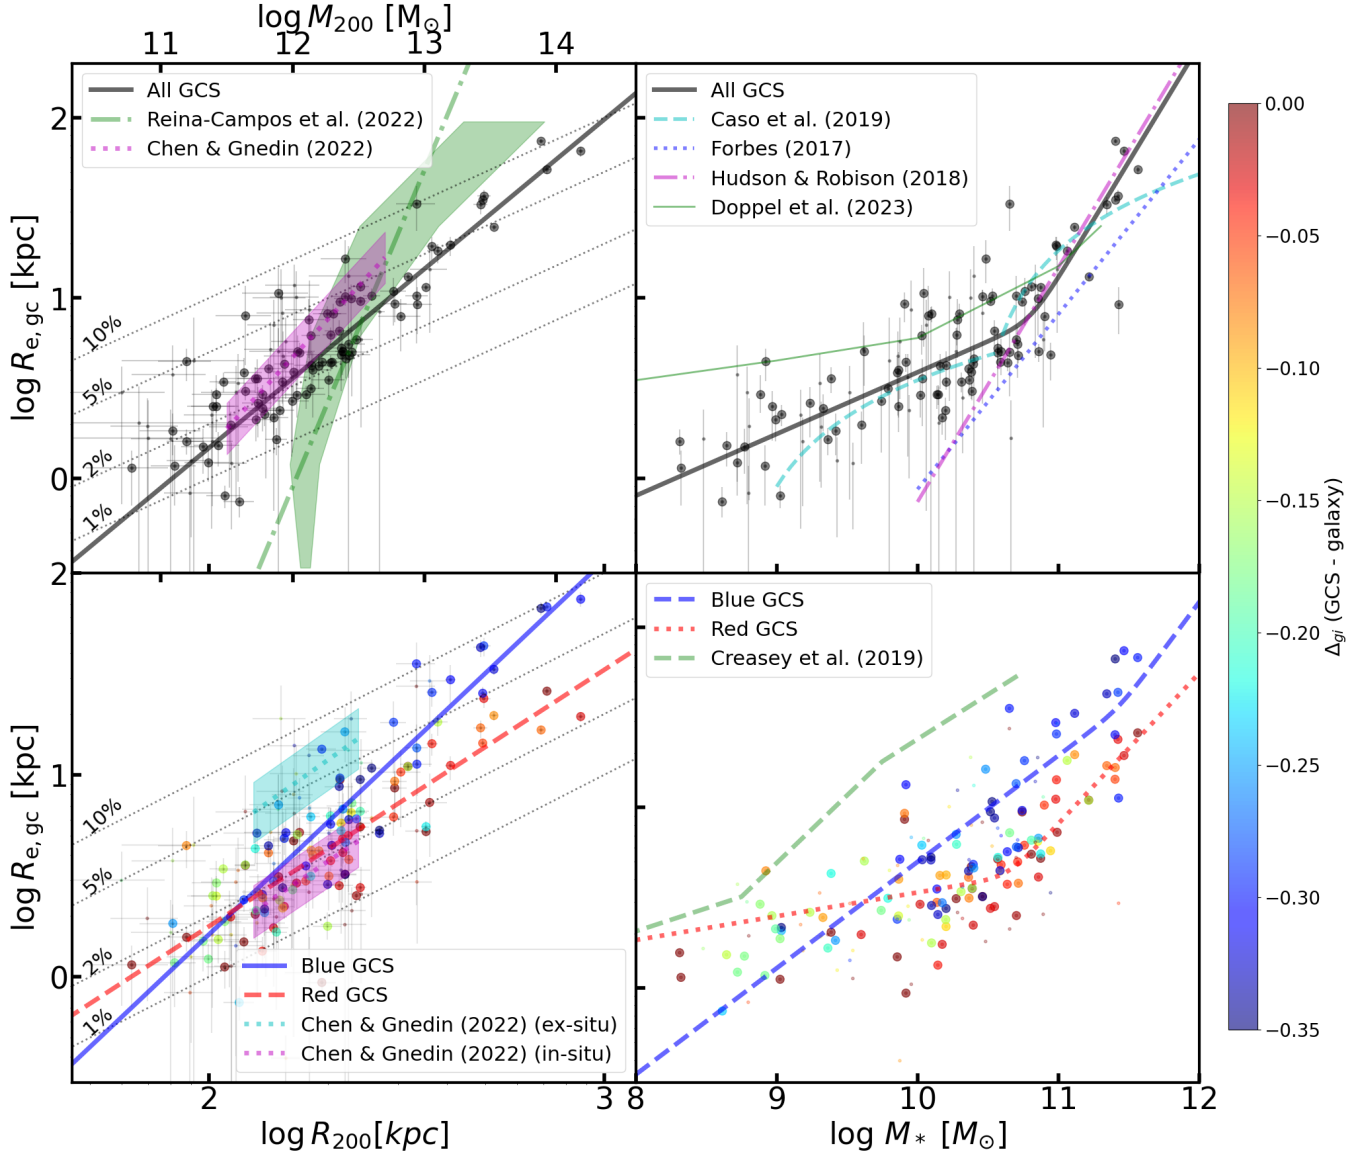 log M200 [M⊙]
11 12 13 14
All GCS
Reina-Campos et al. (2022)
Chen & Gnedin (2022)
10%
5%
2%
1%
2
1
0
log Re, gc [kpc]
All GCS
Caso et al. (2019)
Forbes (2017)
Hudson & Robison (2018)
Doppel et al. (2023)
2
1
0
log Re, gc [kpc]
10%
5%
2%
1%
Blue GCS
Red GCS
Chen & Gnedin (2022) (ex-situ)
Chen & Gnedin (2022) (in-situ)
2 3
log R200[kpc]
Blue GCS
Red GCS
Creasey et al. (2019)
8 9 10 11 12
log M* [M⊙]
0.00
−0.05
−0.10
−0.15
−0.20
−0.25
−0.30
−0.35
Δgi (GCS - galaxy)